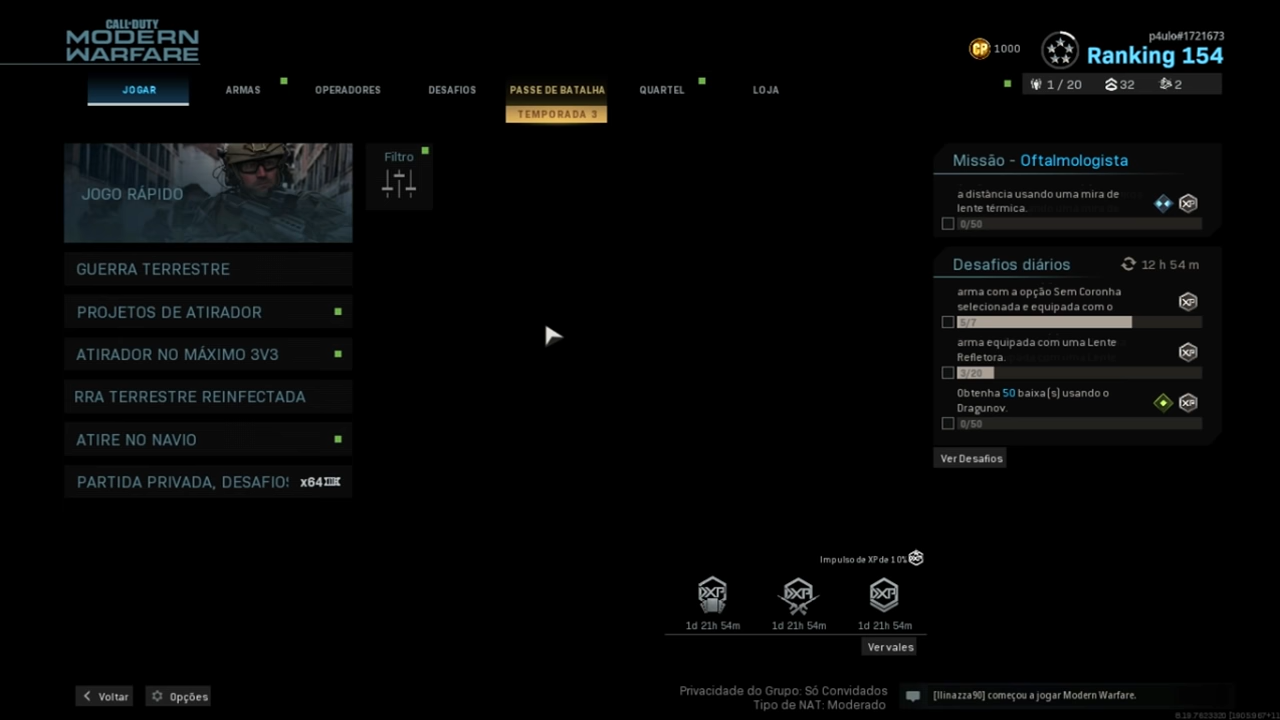 CALL·DUTY
MODERN
WARFARE
1000
p4ulo#1721673
Ranking 154
1 / 20
32
2
JOGAR
ARMAS
OPERADORES
DESAFIOS
PASSE DE BATALHA
TEMPORADA 3
QUARTEL
LOJA
JOGO RÁPIDO
Filtro
GUERRA TERRESTRE
PROJETOS DE ATIRADOR
ATIRADOR NO MÁXIMO 3V3
RRA TERRESTRE REINFECTADA
ATIRE NO NAVIO
PARTIDA PRIVADA, DESAFIOS
x64
Missão - Oftalmologista
a distância usando uma mira de
lente térmica.
XP
0/50
Desafios diários
12 h 54 m
arma com a opção Sem Coronha
selecionada e equipada com o
XP
5/7
arma equipada com uma Lente
Refletora.
XP
3/20
Obtenha 50 baixa(s) usando o
Dragunov.
XP
0/50
Ver Desafios
Impulso de XP de 10%
1d 21h 54m
1d 21h 54m
1d 21h 54m
Ver vales
Voltar
Opções
Privacidade do Grupo: Só Convidados
Tipo de NAT: Moderado
[llinazza90] começou a jogar Modern Warfare.